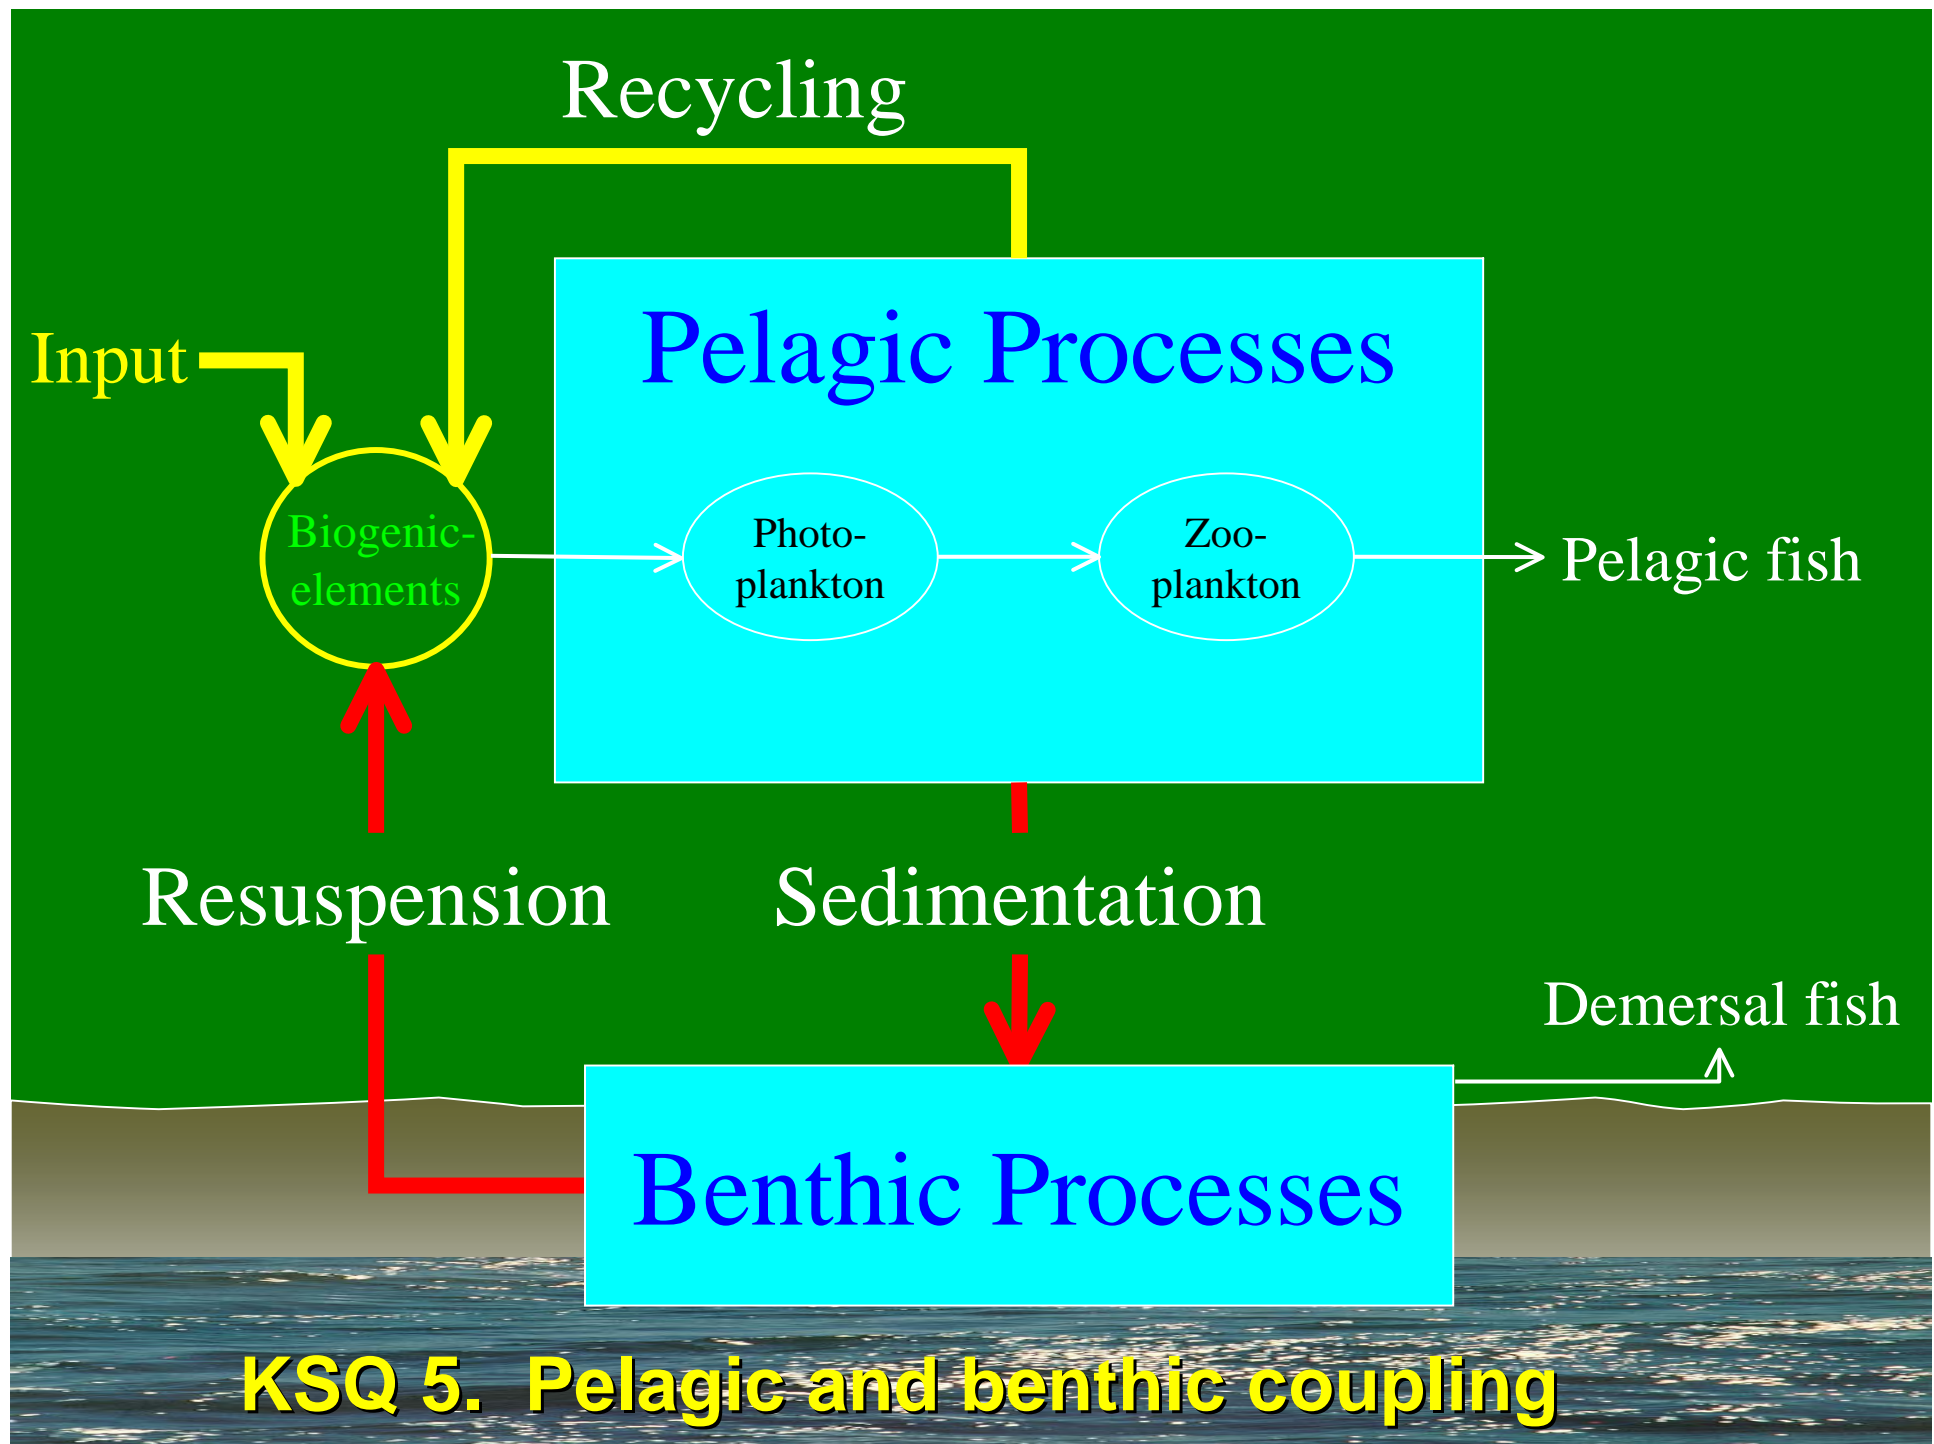 Recycling
Input
Pelagic Processes
Biogenic-
elements
Photo-
plankton
Zoo-
plankton
Pelagic fish
Resuspension
Sedimentation
Demersal fish
Benthic Processes
KSQ 5. Pelagic and benthic coupling